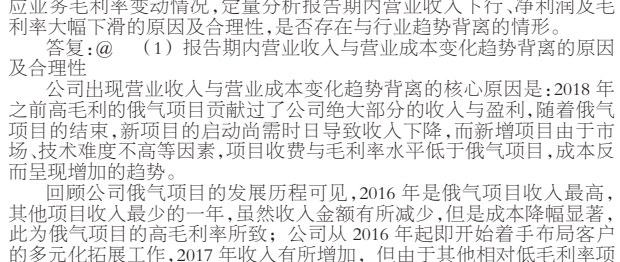 应业务毛利率变动情况,定量分析报告期内营业收入下行、净利润及毛
利率大幅下滑的原因及合理性,是否存在与行业趋势背离的情形。
答复:@ （1）报告期内营业收入与营业成本变化趋势背离的原因
及合理性
公司出现营业收入与营业成本变化趋势背离的核心原因是:2018 年
之前高毛利的俄气项目贡献过了公司绝大部分的收入与盈利,随着俄气
项目的结束,新项目的启动尚需时日导致收入下降,而新增项目由于市
场、技术难度不高等因素,项目收费与毛利率水平低于俄气项目,成本反
而呈现增加的趋势。
回顾公司俄气项目的发展历程可见,2016 年是俄气项目收入最高,
其他项目收入最少的一年,虽然收入金额有所减少,但是成本降幅显著,
此为俄气项目的高毛利率所致；公司从 2016 年起即开始着手布局客户
的多元化拓展工作,2017 年收入有所增加，但由于其他相对低毛利率项